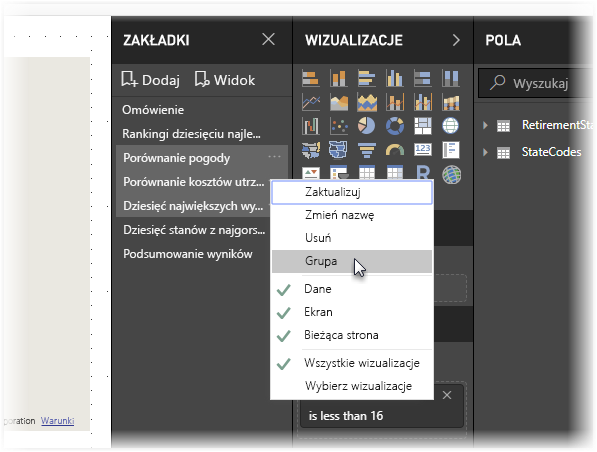 ZAKŁADKI
Dodaj Widok
Omówienie
Rankingi dziesięciu najle...
Porównanie pogody ...
Porównanie kosztów utrz...
Dziesięć największych wy...
Dziesięć stanów z najgors...
Podsumowanie wyników
WIZUALIZACJE
123
R
Zaktualizuj
Zmień nazwę
Usuń
Grupa
Dane
Ekran
Bieżąca strona
Wszystkie wizualizacje
Wybierz wizualizacje
is less than 16
POLA
Wyszukaj
RetirementSta
StateCodes
poration Warunki